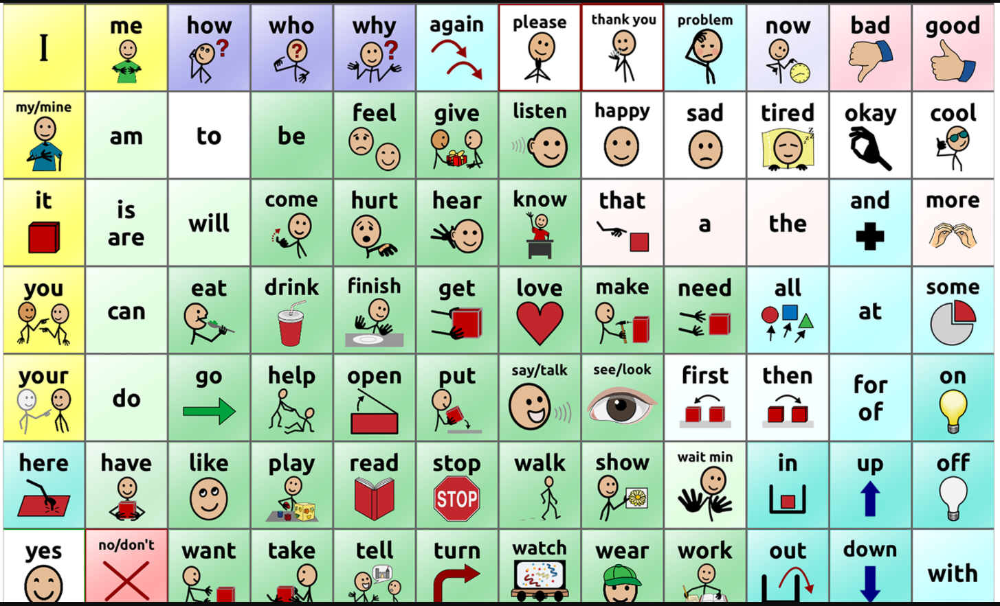 I me how who why again please thank you problem now bad good
? ? ?
my/mine am to be feel give listen happy sad tired okay cool
z z z
it is are will come hurt hear know that a the and more
you can eat drink finish get love make need all at some
your do go help open put say/talk see/look first then for of on
here have like play read stop walk show wait min in up off
STOP
yes no/don't want take tell turn watch wear work out down with